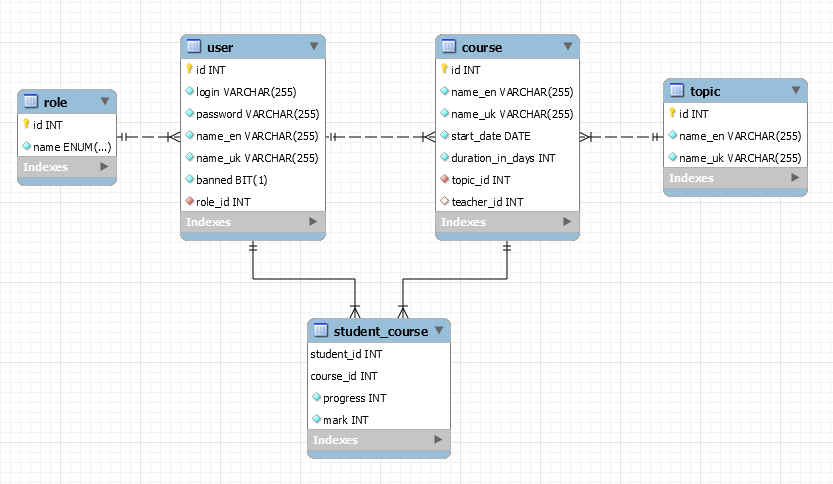 role
id INT
name ENUM(...)
Indexes
user
id INT
login VARCHAR(255)
password VARCHAR(255)
name_en VARCHAR(255)
name_uk VARCHAR(255)
banned BIT(1)
role_id INT
Indexes
course
id INT
name_en VARCHAR(255)
name_uk VARCHAR(255)
start_date DATE
duration_in_days INT
topic_id INT
teacher_id INT
Indexes
topic
id INT
name_en VARCHAR(255)
name_uk VARCHAR(255)
Indexes
student_course
student_id INT
course_id INT
progress INT
mark INT
Indexes